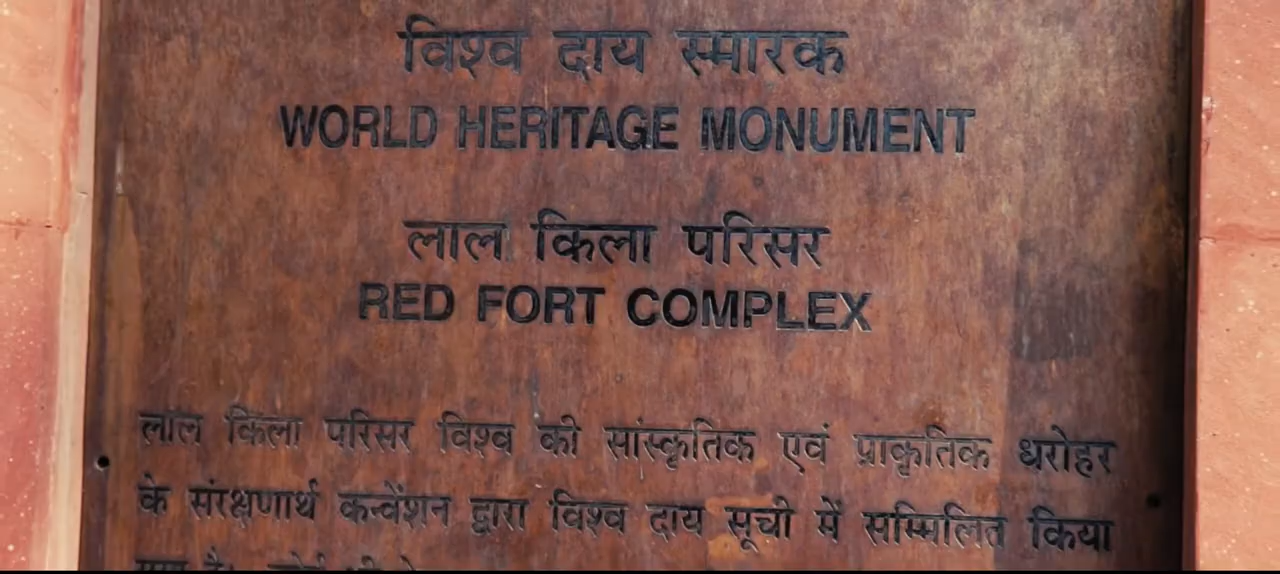 विश्व दाय स्मारक
WORLD HERITAGE MONUMENT
लाल किला परिसर
RED FORT COMPLEX
लाल किला परिसर विश्व की सांस्कृतिक एवं प्राकृतिक धरोहर
के संरक्षणार्थ कन्वेंशन द्वारा विश्व दाय सूची में सम्मिलित किया